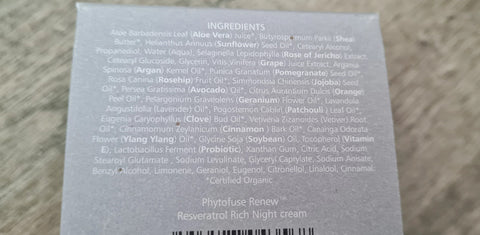 INGREDIENTS
Aloe Barbadensis Leaf (Aloe Vera) Juice*, Butyrospermum Parkii (Shea)
Butter*, Helianthus Annuus (Sunflower) Seed Oil*, Cetearyl Alcohol,
Propanediol, Water (Aqua), Selaginella Lepidophylla (Rose of Jericho) Extract,
Cetearyl Glucoside, Glycerin, Vitis Vinifera (Grape) Juice Extract, Argania
Spinosa (Argan) Kernel Oil*, Punica Granatum (Pomegranate) Seed Oil*,
Rosa Canina (Rosehip) Fruit Oil*, Simmondsia Chinensis (Jojoba) Seed
Oil*, Persea Gratissima (Avocado) Oil*, Citrus Aurantium Dulcis (Orange)
Peel Oil*, Pelargonium Graveolens (Geranium) Flower Oil*, Lavandula
Angustifolia (Lavender) Oil*, Pogostemon Cablin (Patchouli) Leaf Oil*,
Eugenia Caryophyllus (Clove) Bud Oil*, Vetiveria Zizanoides (Vetiver) Root
Oil*, Cinnamomum Zeylanicum (Cinnamon) Bark Oil*, Cananga Odorata
Flower (Ylang Ylang) Oil*, Glycine Soja (Soybean) Oil, Tocopherol (Vitamin
E), Lactobacillus Ferment (Probiotic), Xanthan Gum, Citric Acid, Sodium
Stearoyl Glutamate, Sodium Levulinate, Glyceryl Caprylate, Sodium Anisate,
Benzyl Alcohol, Limonene, Geraniol, Eugenol, Citronellol, Linalool, Cinnamal.
*Certified Organic
Phytofuse Renew™
Resveratrol Rich Night cream